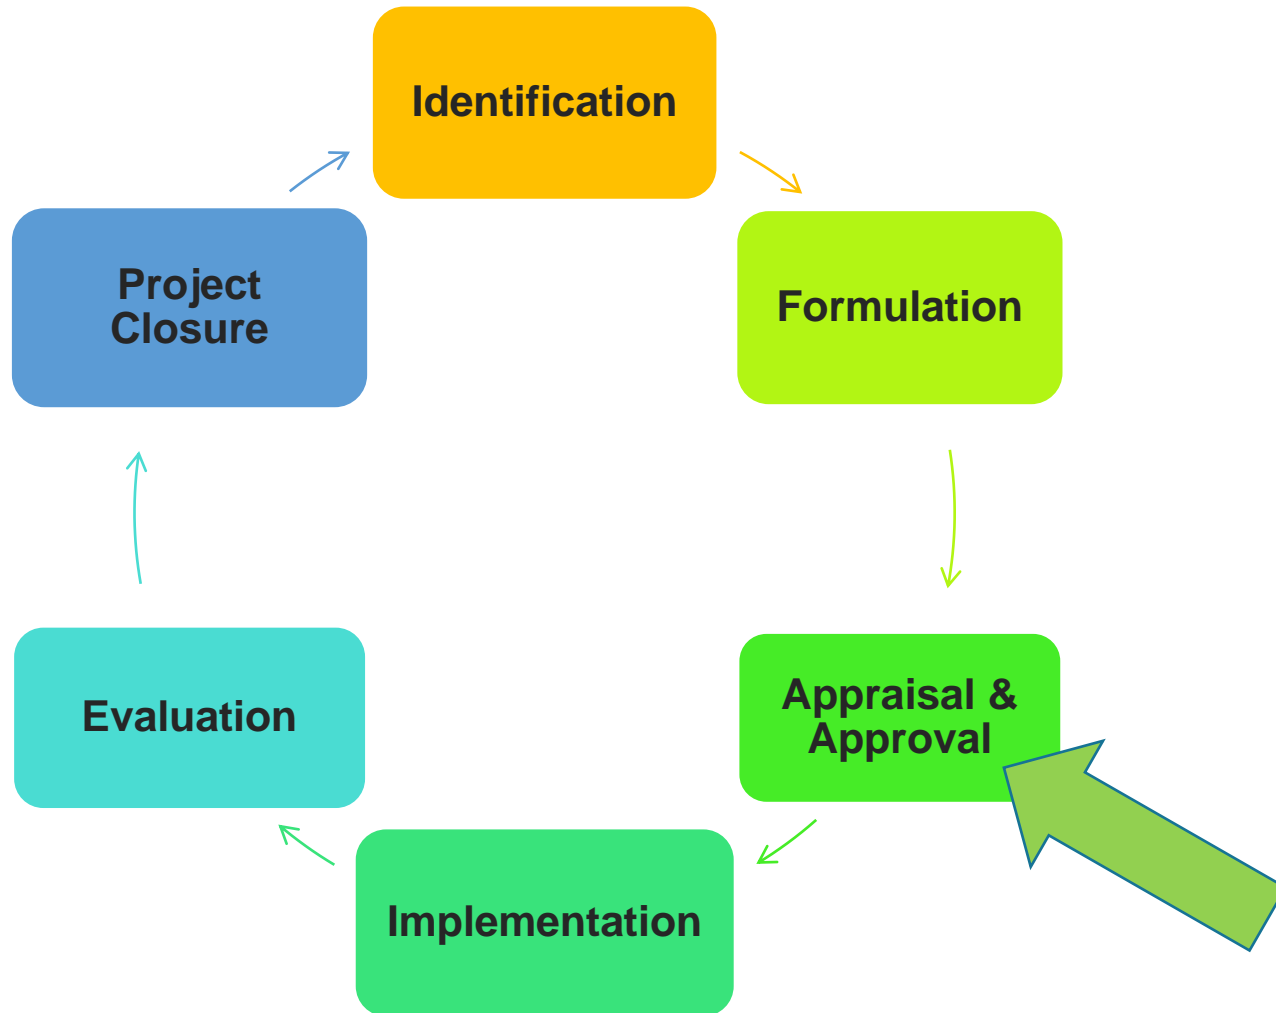 Identification
Formulation
Appraisal &
Approval
Implementation
Evaluation
Project
Closure